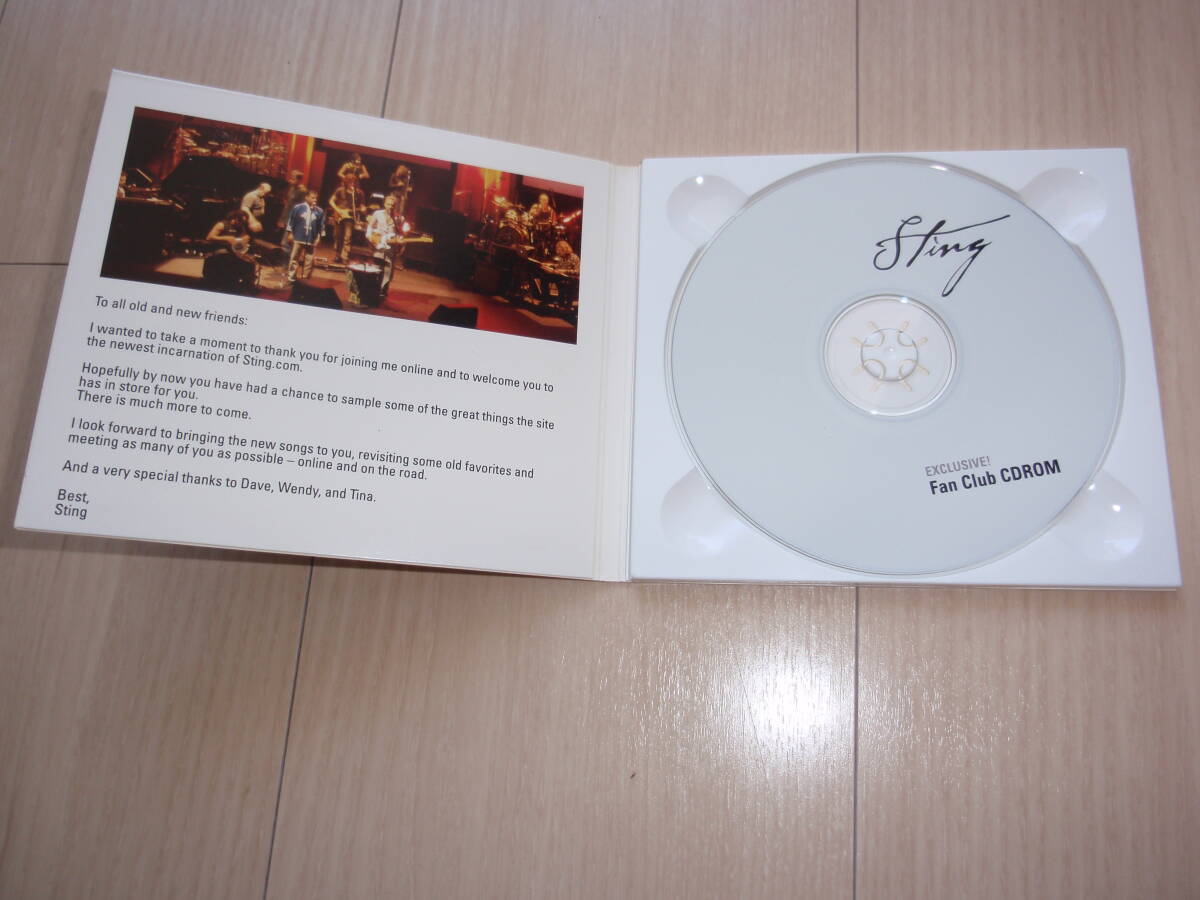 To all old and new friends:
I wanted to take a moment to thank you for joining me online and to welcome you to
the newest incarnation of Sting.com.
Hopefully by now you have had a chance to sample some of the great things the site
has in store for you.
There is much more to come.
I look forward to bringing the new songs to you, revisiting some old favorites and
meeting as many of you as possible – online and on the road.
And a very special thanks to Dave, Wendy, and Tina.
Best,
Sting
Sting
EXCLUSIVE!
Fan Club CDROM